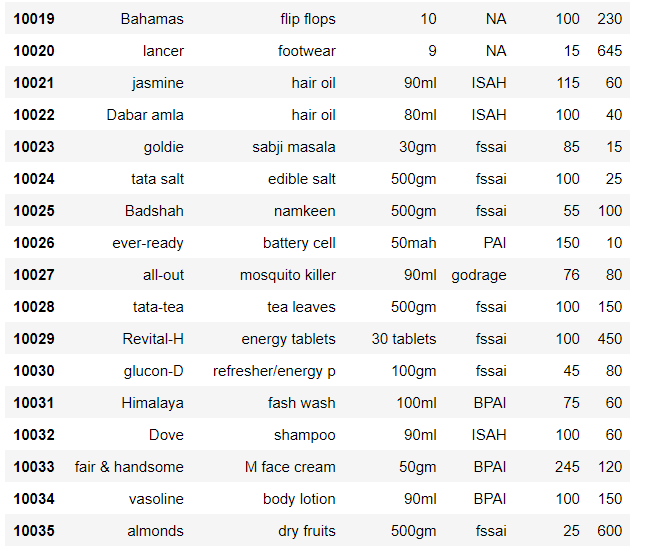 10019 Bahamas flip flops 10 NA 100 230
10020 lancer footwear 9 NA 15 645
10021 jasmine hair oil 90ml ISAH 115 60
10022 Dabar amla hair oil 80ml ISAH 100 40
10023 goldie sabji masala 30gm fssai 85 15
10024 tata salt edible salt 500gm fssai 100 25
10025 Badshah namkeen 500gm fssai 55 100
10026 ever-ready battery cell 50mah PAI 150 10
10027 all-out mosquito killer 90ml godrage 76 80
10028 tata-tea tea leaves 500gm fssai 100 150
10029 Revital-H energy tablets 30 tablets fssai 100 450
10030 glucon-D refresher/energy p 100gm fssai 45 80
10031 Himalaya fash wash 100ml BPAI 75 60
10032 Dove shampoo 90ml ISAH 100 60
10033 fair & handsome M face cream 50gm BPAI 245 120
10034 vasoline body lotion 90ml BPAI 100 150
10035 almonds dry fruits 500gm fssai 25 600